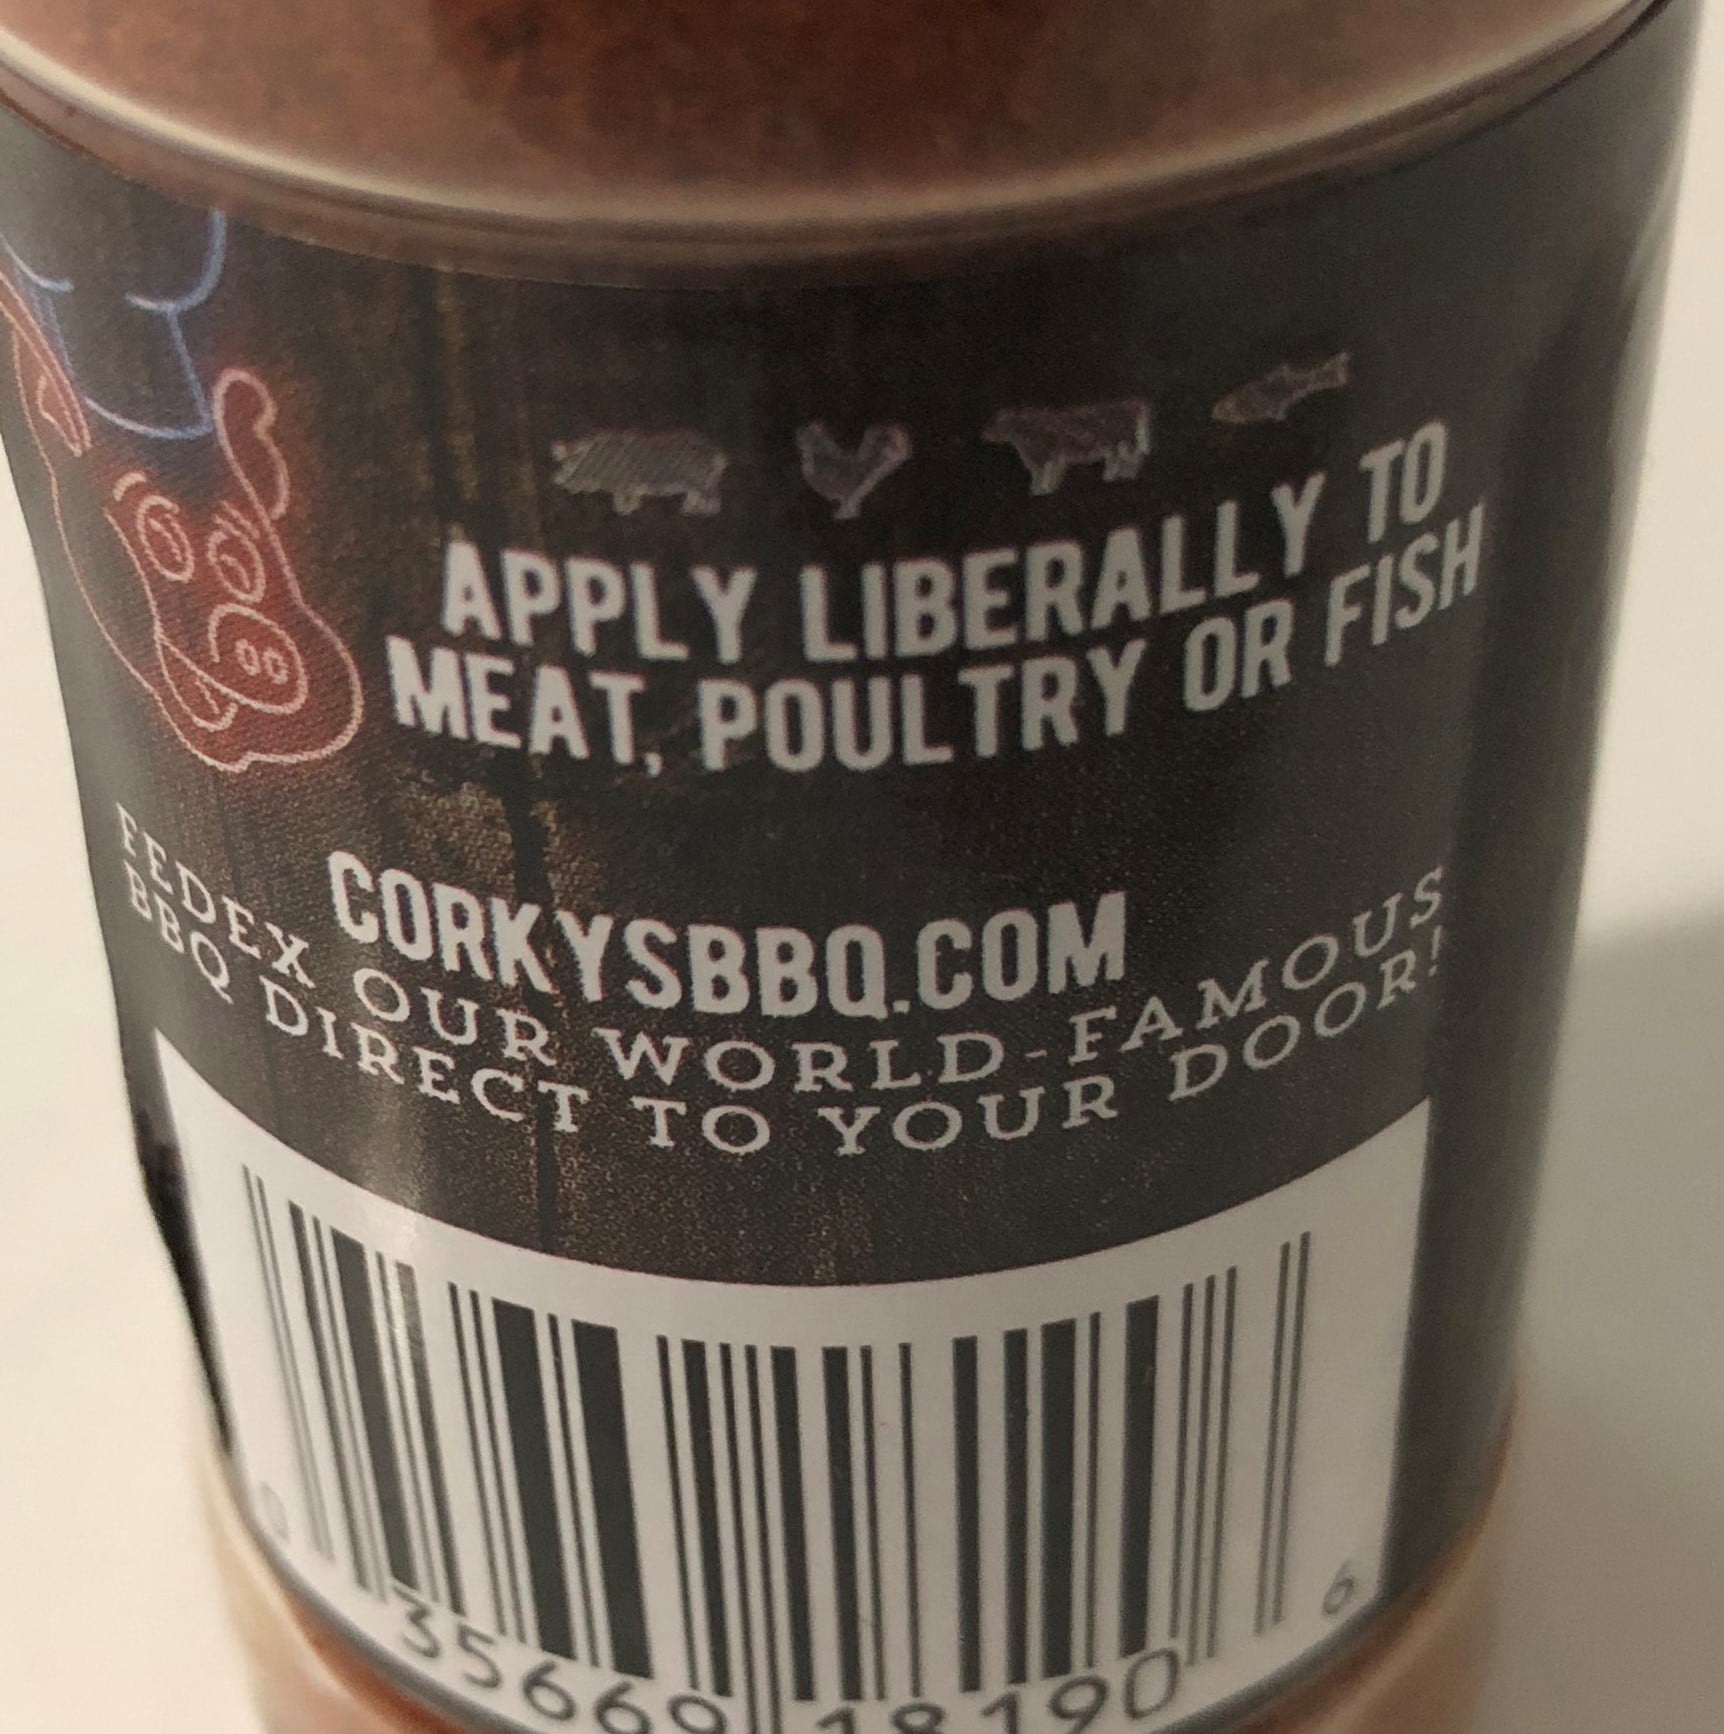 APPLY LIBERALLY TO
MEAT, POULTRY OR FISH
CORKYSBBQ.COM
FEDEX OUR WORLD-FAMOUS
BBQ DIRECT TO YOUR DOOR!
0 35669 18190 6